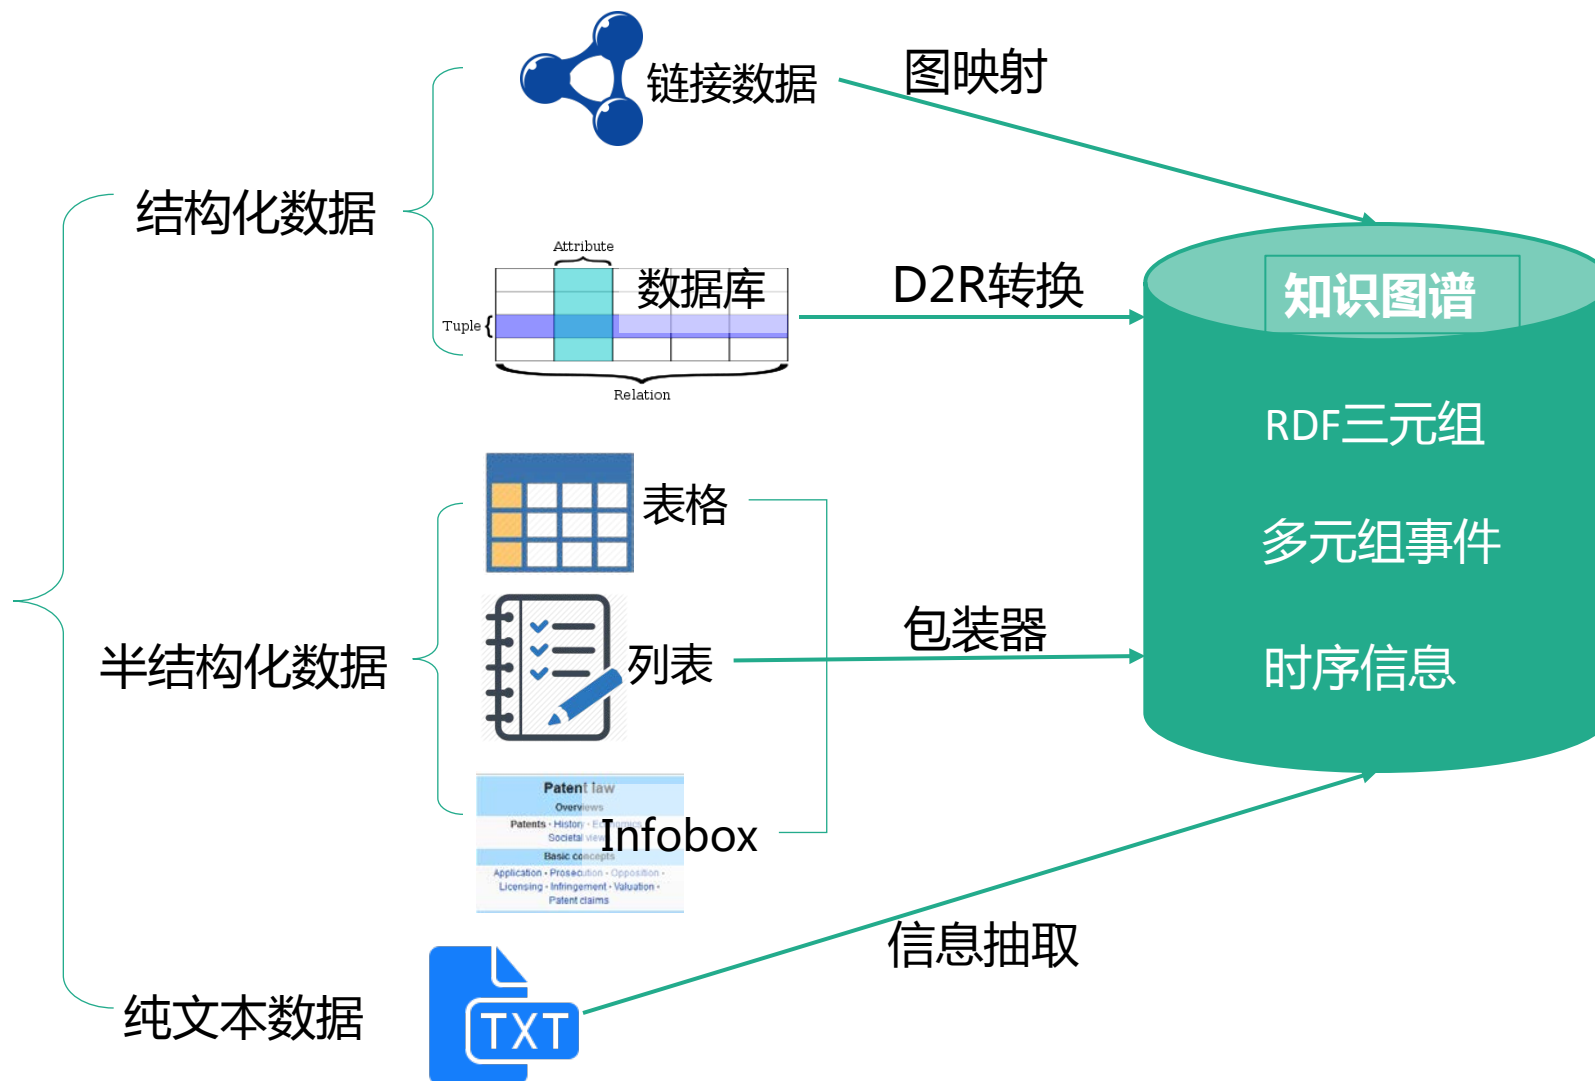 链接数据
图映射
结构化数据
Attribute
数据库
Tuple
Relation
D2R转换
知识图谱
RDF三元组
多元组事件
时序信息
表格
列表
包装器
半结构化数据
Patent law
Overviews
Patents • History • Economics •
Societal views
Basic concepts
Application • Prosecution • Opposition •
Licensing • Infringement • Valuation •
Patent claims
Infobox
信息抽取
纯文本数据
TXT